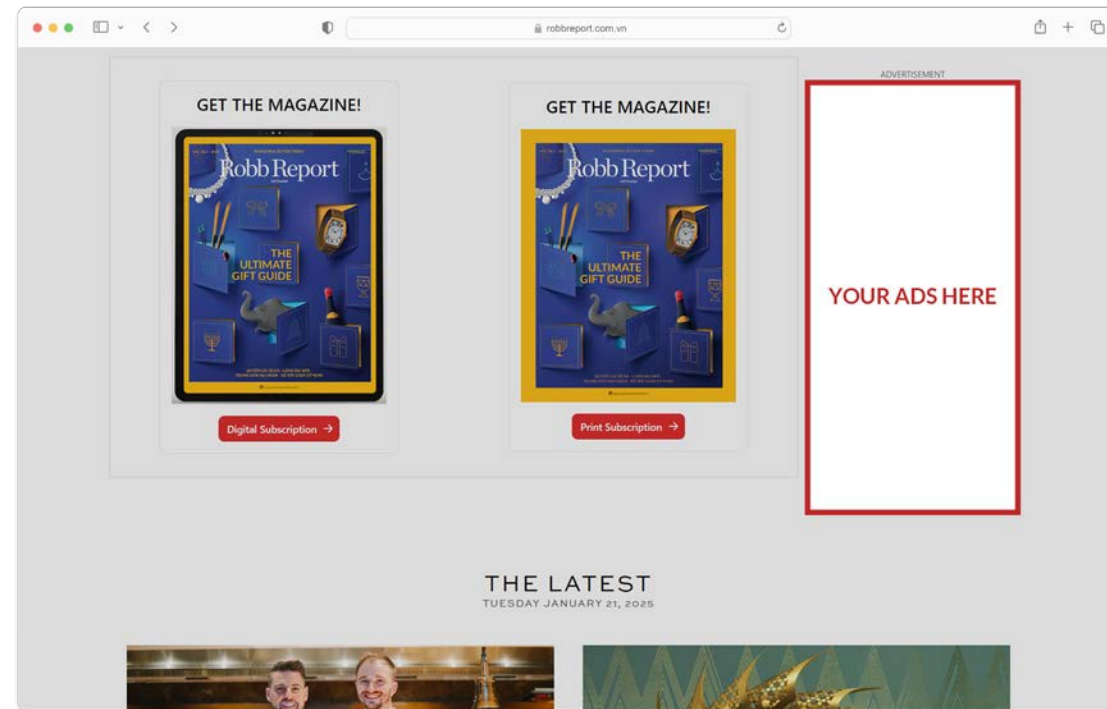 robbreport.com.vn
ADVERTISEMENT
GET THE MAGAZINE!
Robb Report
THE
ULTIMATE
GIFT GUIDE
Digital Subscription →
GET THE MAGAZINE!
Robb Report
THE
ULTIMATE
GIFT GUIDE
Print Subscription →
YOUR ADS HERE
THE LATEST
TUESDAY JANUARY 21, 2025